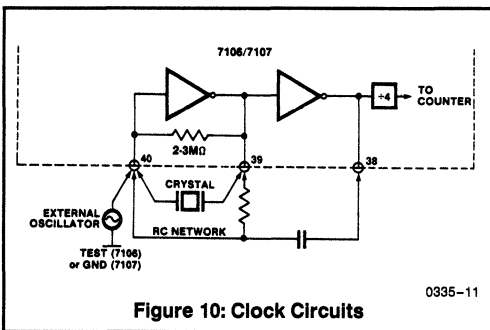 7106/7107
÷4
TO
COUNTER
2-3MΩ
40
39
38
CRYSTAL
EXTERNAL
OSCILLATOR
RC NETWORK
TEST (7106)
or GND (7107)
0335-11
Figure 10: Clock Circuits